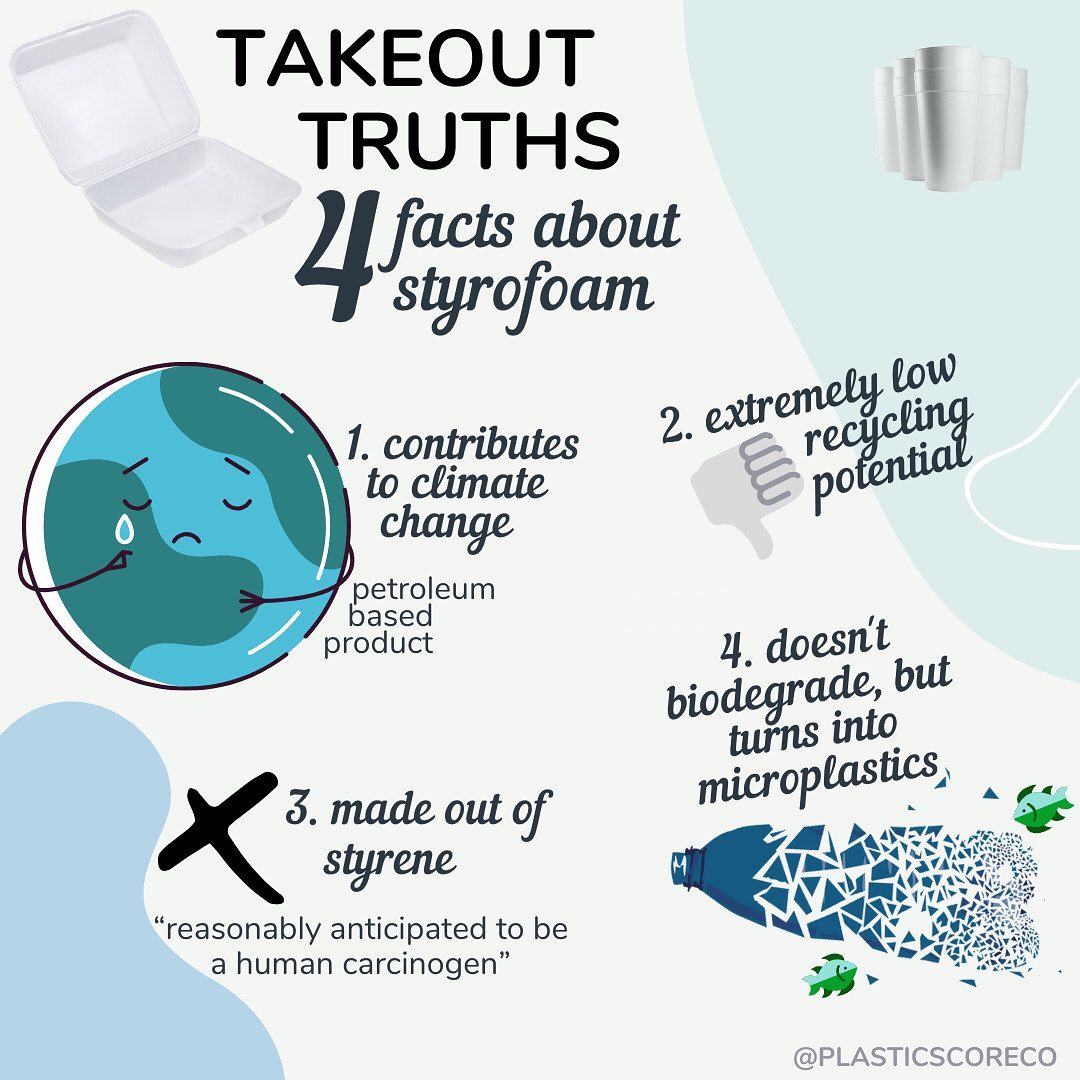 TAKEOUT
TRUTHS
4 facts about
styrofoam
1. contributes
to climate
change
petroleum
based
product
2. extremely low
recycling
potential
3. made out of
styrene
“reasonably anticipated to be
a human carcinogen”
4. doesn't
biodegrade, but
turns into
microplastics
@PLASTICSCORECO